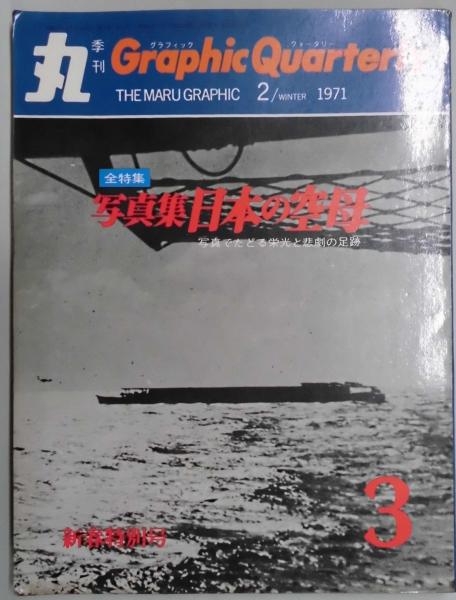 丸
季刊
グラフィック クォータリー
Graphic Quarterly
THE MARU GRAPHIC 2/WINTER 1971
全特集
写真集日本の空母
写真でたどる栄光と悲劇の足跡
新春特別号
3